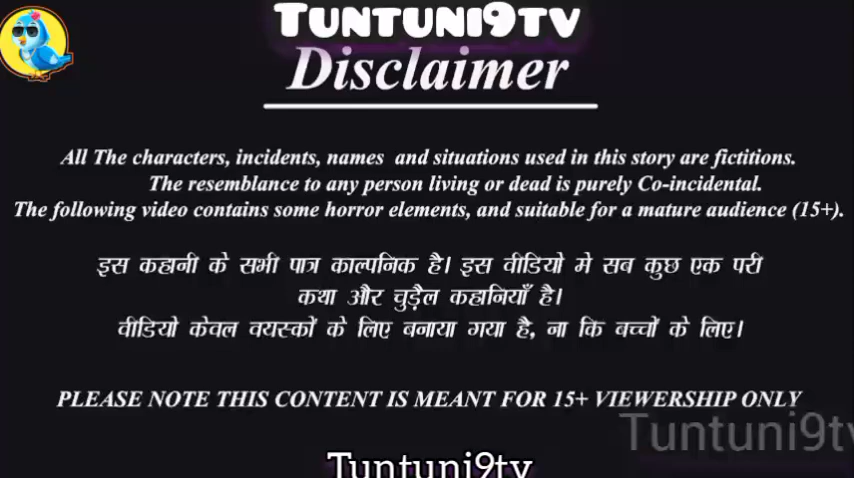 Tuntuni9tv
Disclaimer
All The characters, incidents, names and situations used in this story are fictitions.
The resemblance to any person living or dead is purely Co-incidental.
The following video contains some horror elements, and suitable for a mature audience (15+).
इस कहानी के सभी पात्र काल्पनिक है। इस वीडियो मे सब कुछ एक परी
कथा और चुड़ैल कहानियाँ है।
वीडियो केवल वयस्कों के लिए बनाया गया है, ना कि बच्चों के लिए।
PLEASE NOTE THIS CONTENT IS MEANT FOR 15+ VIEWERSHIP ONLY
Tuntuni9tv
Tuntuni9tv